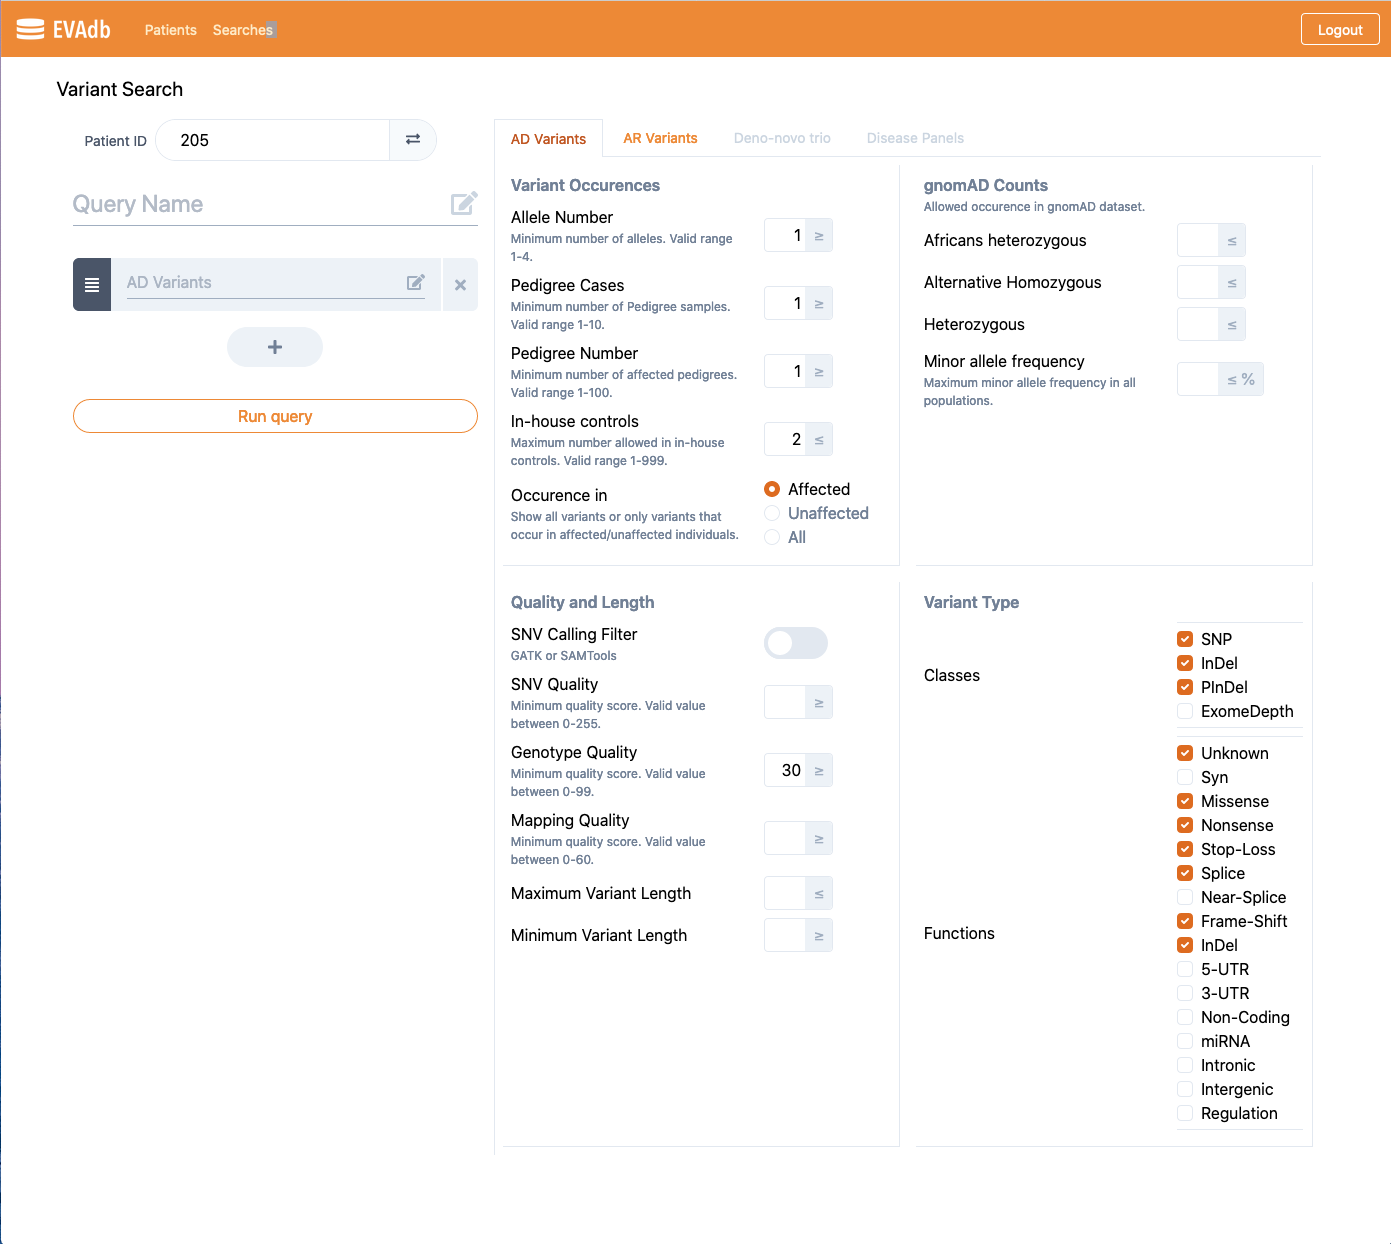 EVAdb
Patients
Searches
Logout
Variant Search
Patient ID
205
Query Name
AD Variants
Run query
AD Variants
AR Variants
Deno-novo trio
Disease Panels
Variant Occurences
Allele Number
Minimum number of alleles. Valid range
1-4.
1 ≥
Pedigree Cases
Minimum number of Pedigree samples.
Valid range 1-10.
1 ≥
Pedigree Number
Minimum number of affected pedigrees.
Valid range 1-100.
1 ≥
In-house controls
Maximum number allowed in in-house
controls. Valid range 1-999.
2 ≤
Occurence in
Show all variants or only variants that
occur in affected/unaffected individuals.
Affected
Unaffected
All
gnomAD Counts
Allowed occurence in gnomAD dataset.
Africans heterozygous
≤
Alternative Homozygous
≤
Heterozygous
≤
Minor allele frequency
Maximum minor allele frequency in all
populations.
≤ %
Quality and Length
SNV Calling Filter
GATK or SAMTools
SNV Quality
Minimum quality score. Valid value
between 0-255.
≥
Genotype Quality
Minimum quality score. Valid value
between 0-99.
30 ≥
Mapping Quality
Minimum quality score. Valid value
between 0-60.
≥
Maximum Variant Length
≤
Minimum Variant Length
≥
Variant Type
Classes
SNP
InDel
PInDel
ExomeDepth
Functions
Unknown
Syn
Missense
Nonsense
Stop-Loss
Splice
Near-Splice
Frame-Shift
InDel
5-UTR
3-UTR
Non-Coding
miRNA
Intronic
Intergenic
Regulation